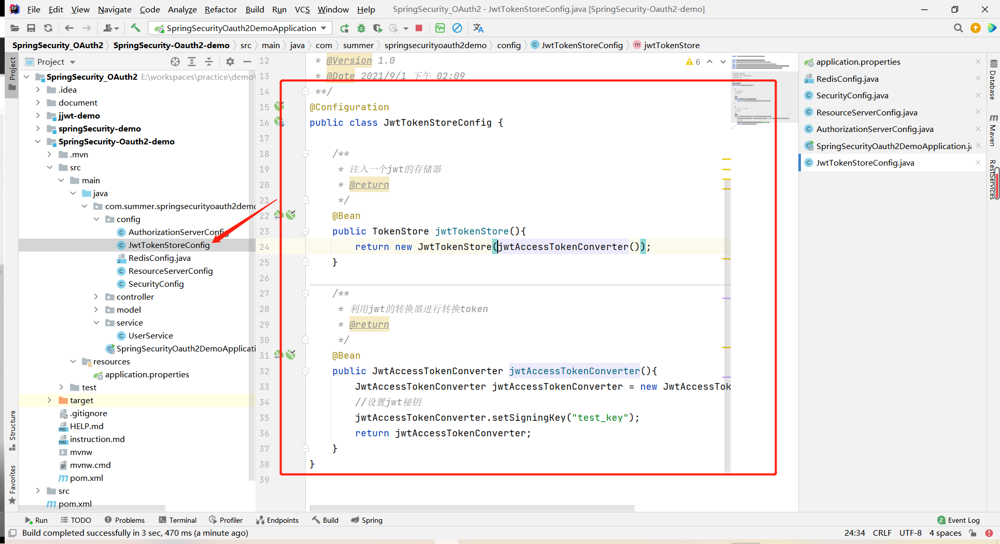 File Edit View Navigate Code Analyze Refactor Build Run VCS Window Help SpringSecurity_OAuth2 - JwtTokenStoreConfig.java [SpringSecurity-Oauth2-demo]
SpringSecurityOauth2DemoApplication
SpringSecurity_OAuth2 SpringSecurity-Oauth2-demo src main java com summer springsecurityoauth2demo config JwtTokenStoreConfig jwtTokenStore
Project
Structure
Favorites
Project
SpringSecurity_OAuth2 E:\workspaces\practice\demo\
.idea
document
jjwt-demo
springSecurity-demo
SpringSecurity-Oauth2-demo
.mvn
src
main
java
com.summer.springsecurityoauth2demo
config
AuthorizationServerConfig
JwtTokenStoreConfig
RedisConfig.java
ResourceServerConfig
SecurityConfig
controller
model
service
UserService
SpringSecurityOauth2DemoApplicati
resources
application.properties
test
target
.gitignore
HELP.md
instruction.md
mvnw
mvnw.cmd
pom.xml
src
pom.xml
6
12 * @Version 1.0
13 * @Date 2021/9/1 下午 02:09
14 **/
15 @Configuration
16 public class JwtTokenStoreConfig {
17
18 /**
19 * 注入一个jwt的存储器
20 * @return
21 */
22 @Bean
23 public TokenStore jwtTokenStore(){
24 return new JwtTokenStore(jwtAccessTokenConverter());
25 }
26
27 /**
28 * 利用jwt的转换器进行转换token
29 * @return
30 */
31 @Bean
32 public JwtAccessTokenConverter jwtAccessTokenConverter(){
33 JwtAccessTokenConverter jwtAccessTokenConverter = new JwtAccessTok
34 //设置jwt秘钥
35 jwtAccessTokenConverter.setSigningKey("test_key");
36 return jwtAccessTokenConverter;
37 }
38 }
39
application.properties
RedisConfig.java
SecurityConfig.java
ResourceServerConfig.java
AuthorizationServerConfig.java
SpringSecurityOauth2DemoApplication.ja
JwtTokenStoreConfig.java
Database
Maven
RestServices
Run TODO Problems Terminal Profiler Endpoints Build Spring 2 Event Log
Build completed successfully in 3 sec, 470 ms (a minute ago) 24:34 CRLF UTF-8 4 spaces